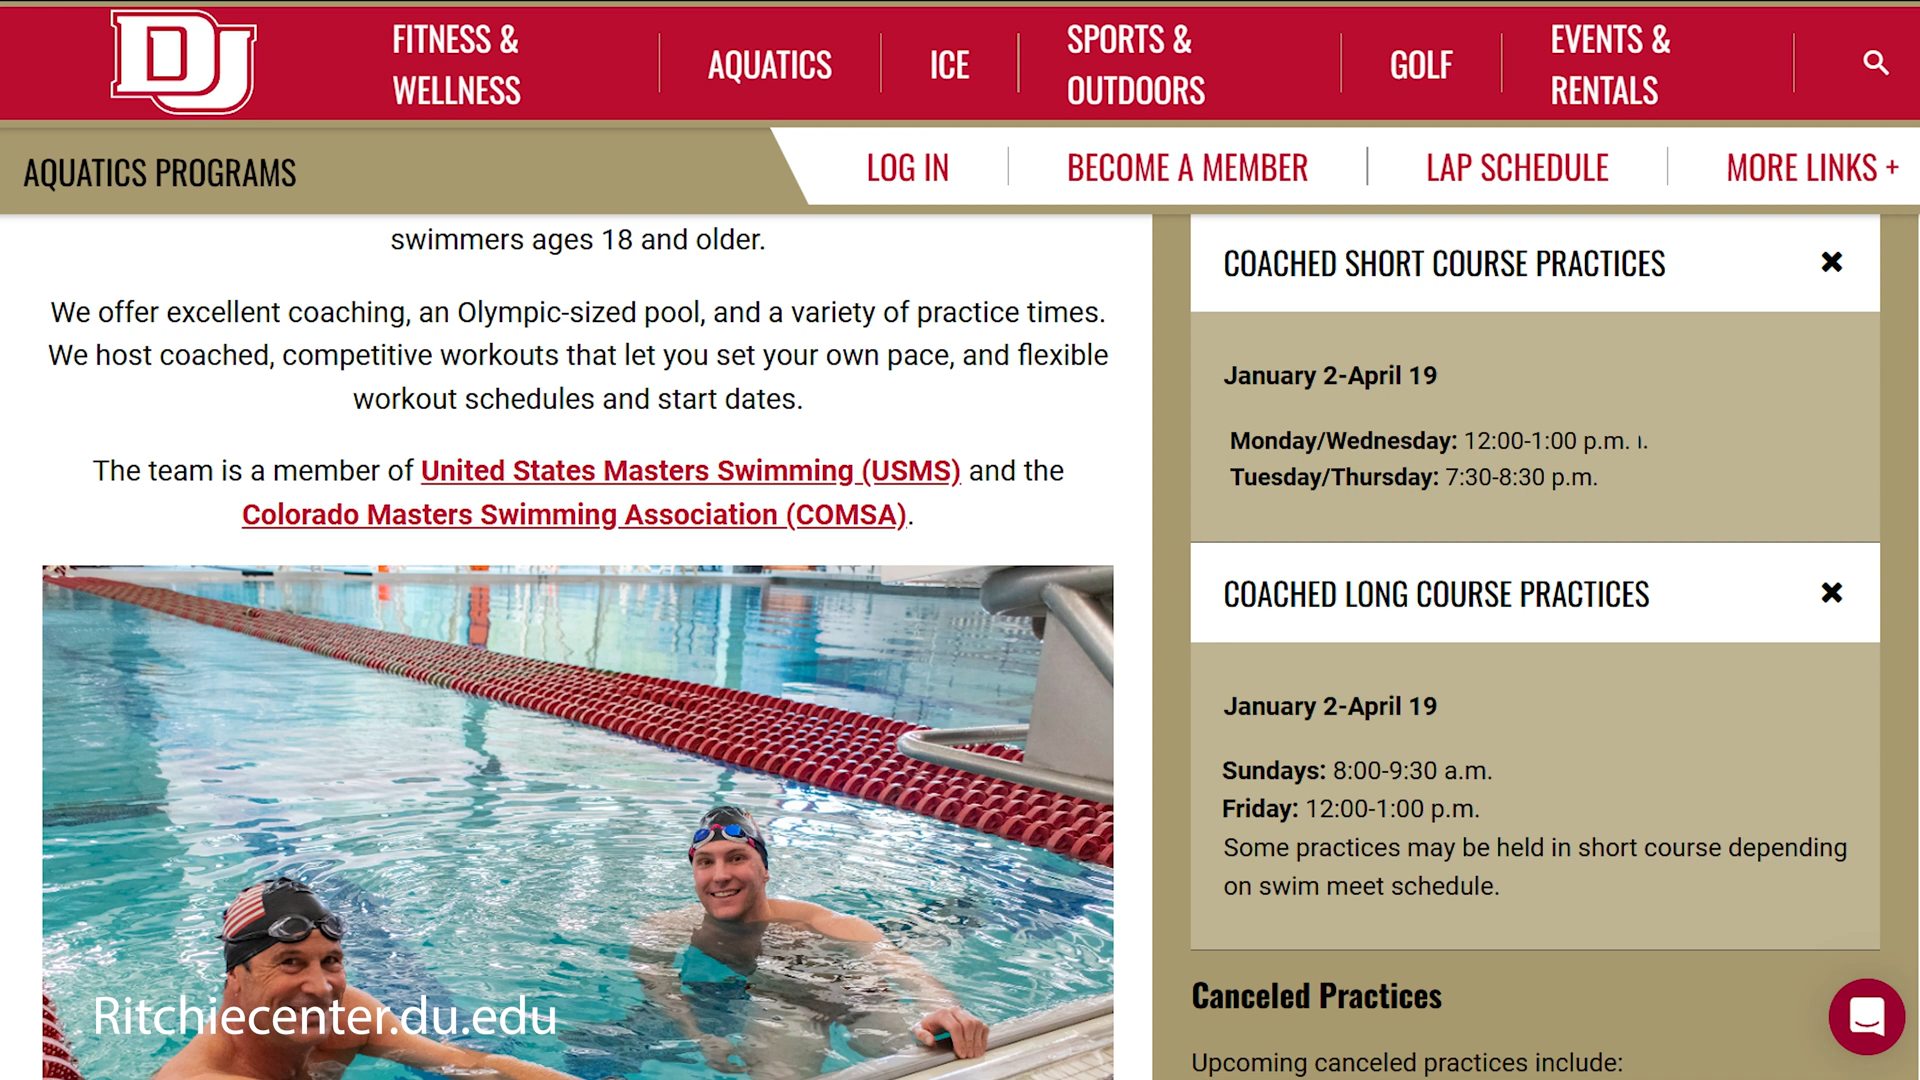 DU
FITNESS &
WELLNESS
AQUATICS
ICE
SPORTS &
OUTDOORS
GOLF
EVENTS &
RENTALS
AQUATICS PROGRAMS
LOG IN
BECOME A MEMBER
LAP SCHEDULE
MORE LINKS +
swimmers ages 18 and older.
We offer excellent coaching, an Olympic-sized pool, and a variety of practice times.
We host coached, competitive workouts that let you set your own pace, and flexible
workout schedules and start dates.
The team is a member of United States Masters Swimming (USMS) and the
Colorado Masters Swimming Association (COMSA).
Ritchiecenter.du.edu
COACHED SHORT COURSE PRACTICES
January 2-April 19
Monday/Wednesday: 12:00-1:00 p.m.
Tuesday/Thursday: 7:30-8:30 p.m.
COACHED LONG COURSE PRACTICES
January 2-April 19
Sundays: 8:00-9:30 a.m.
Friday: 12:00-1:00 p.m.
Some practices may be held in short course depending
on swim meet schedule.
Canceled Practices
Upcoming canceled practices include: